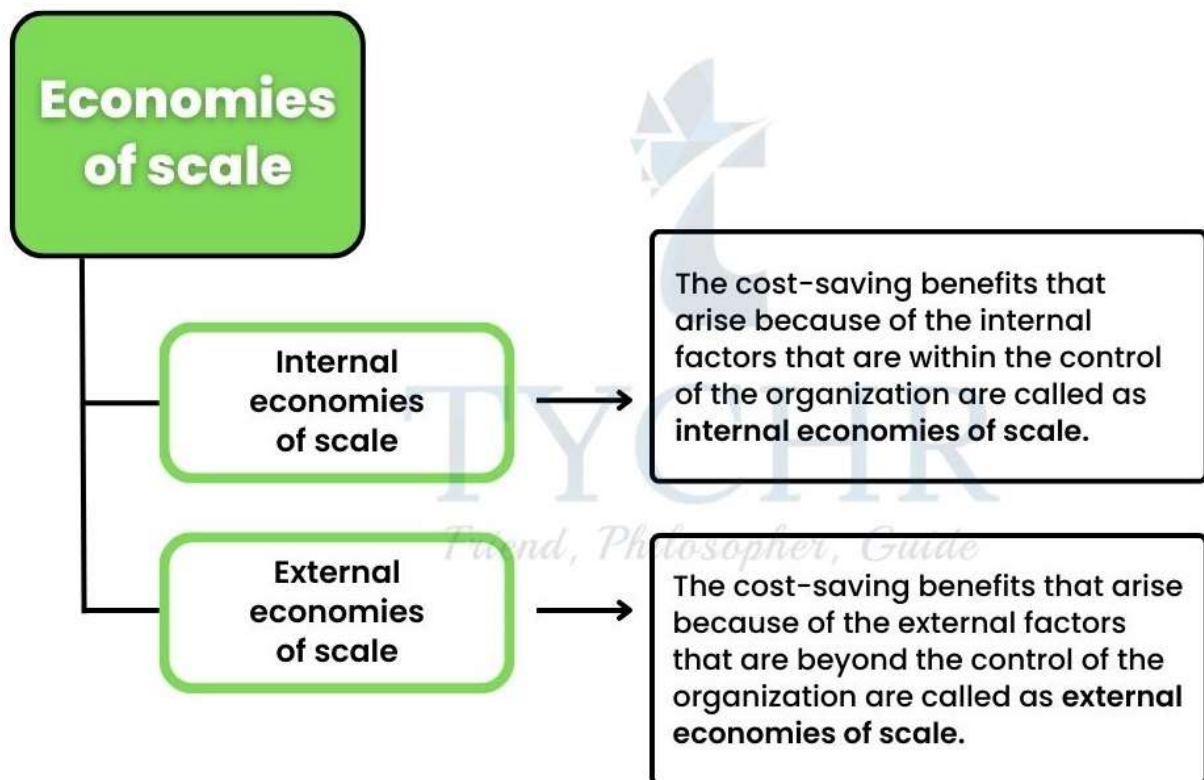 Economies
of scale
Internal
economies
of scale
The cost-saving benefits that
arise because of the internal
factors that are within the control
of the organization are called as
internal economies of scale.
TYCHR
Friend, Philosopher, Guide
External
economies
of scale
The cost-saving benefits that arise
because of the external factors
that are beyond the control of the
organization are called as external
economies of scale.